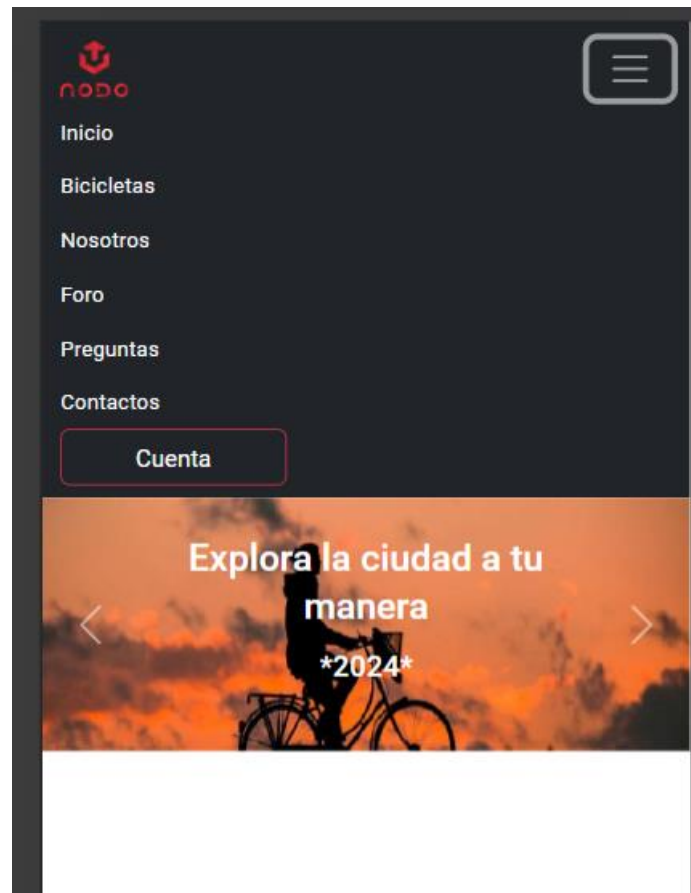 nodo
Inicio
Bicicletas
Nosotros
Foro
Preguntas
Contactos
Cuenta
Explora la ciudad a tu
manera
*2024*